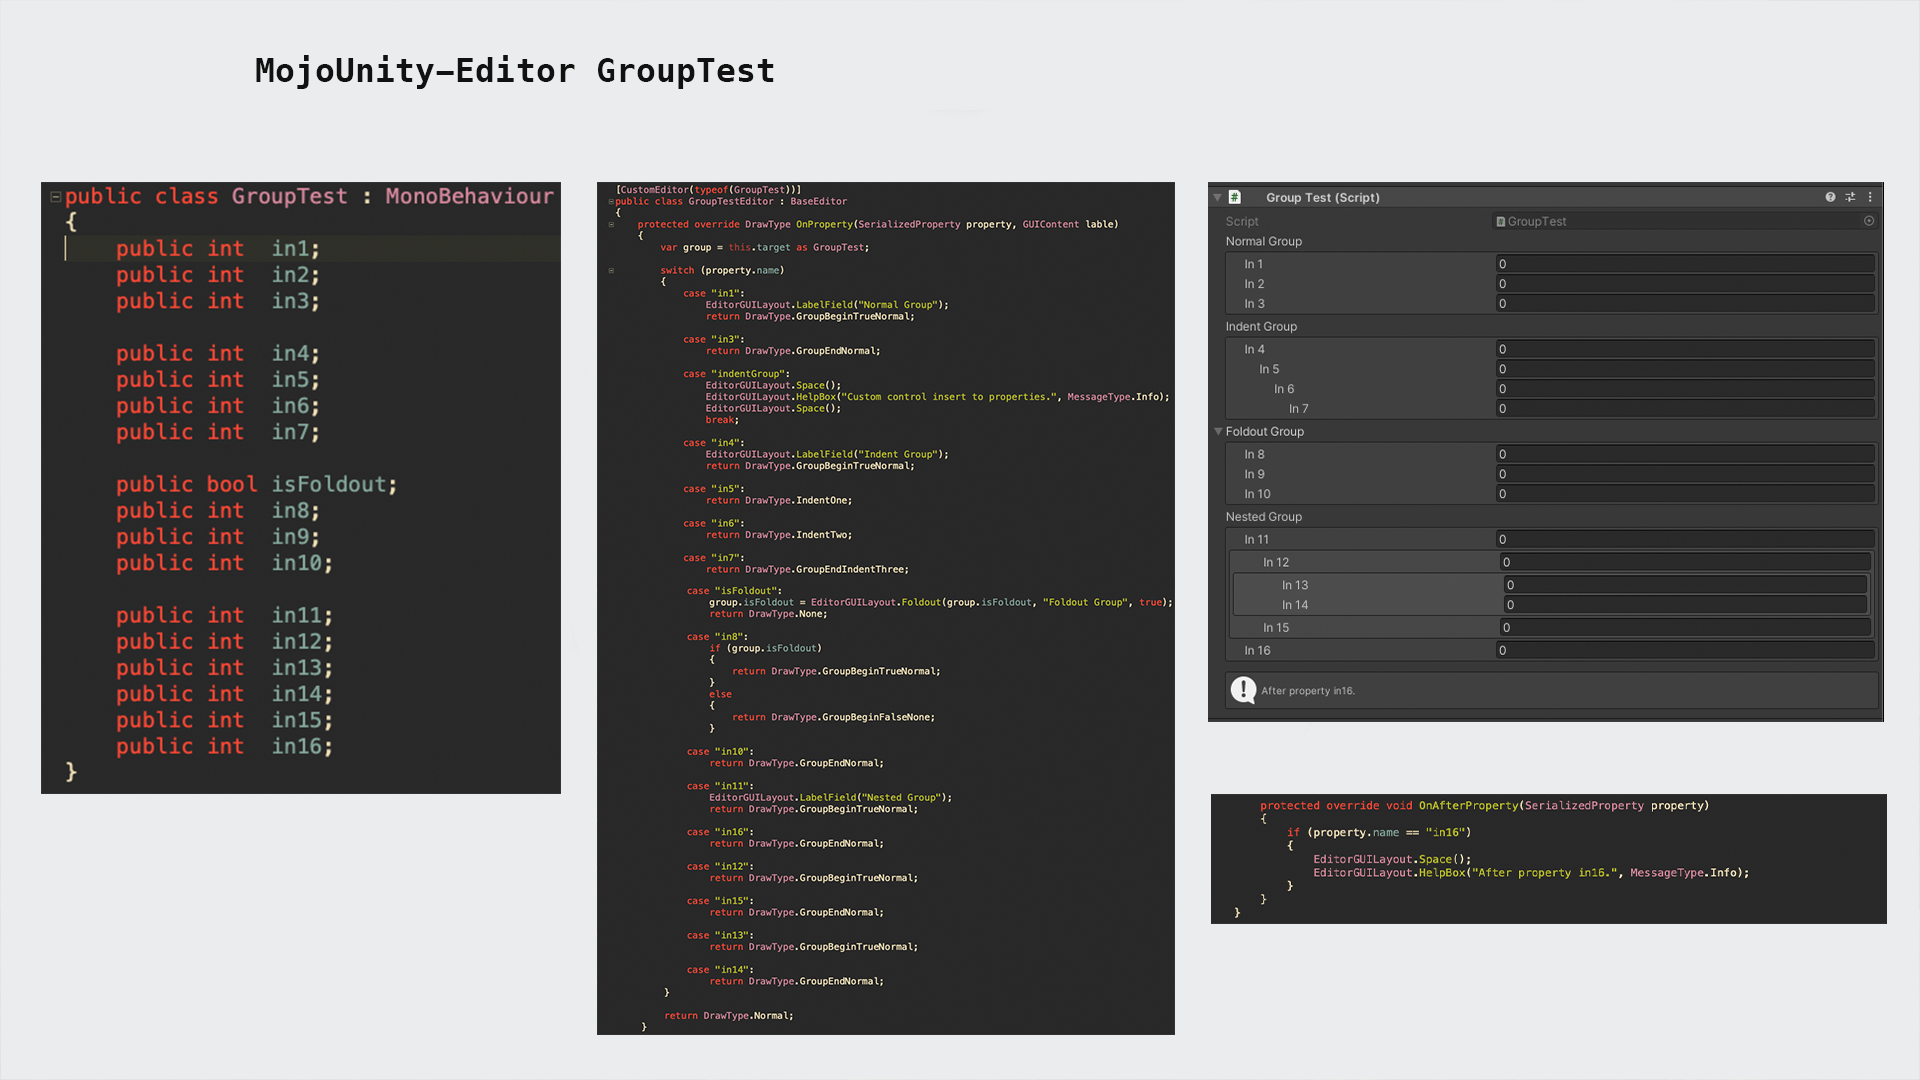 MojoUnity-Editor GroupTest
public class GroupTest : MonoBehaviour
{
public int in1;
public int in2;
public int in3;
public int in4;
public int in5;
public int in6;
public int in7;
public bool isFoldout;
public int in8;
public int in9;
public int in10;
public int in11;
public int in12;
public int in13;
public int in14;
public int in15;
public int in16;
}
[CustomEditor(typeof(GroupTest))]
public class GroupTestEditor : BaseEditor
{
protected override DrawType OnProperty(SerializedProperty property, GUIContent lable)
{
var group = this.target as GroupTest;
switch (property.name)
{
case "in1":
EditorGUILayout.LabelField("Normal Group");
return DrawType.GroupBeginTrueNormal;
case "in3":
return DrawType.GroupEndNormal;
case "indentGroup":
EditorGUILayout.Space();
EditorGUILayout.HelpBox("Custom control insert to properties.", MessageType.Info);
EditorGUILayout.Space();
break;
case "in4":
EditorGUILayout.LabelField("Indent Group");
return DrawType.GroupBeginTrueNormal;
case "in5":
return DrawType.IndentOne;
case "in6":
return DrawType.IndentTwo;
case "in7":
return DrawType.GroupEndIndentThree;
case "isFoldout":
group.isFoldout = EditorGUILayout.Foldout(group.isFoldout, "Foldout Group", true);
return DrawType.None;
case "in8":
if (group.isFoldout)
{
return DrawType.GroupBeginTrueNormal;
}
else
{
return DrawType.GroupBeginFalseNone;
}
case "in10":
return DrawType.GroupEndNormal;
case "in11":
EditorGUILayout.LabelField("Nested Group");
return DrawType.GroupBeginTrueNormal;
case "in16":
return DrawType.GroupEndNormal;
case "in12":
return DrawType.GroupBeginTrueNormal;
case "in15":
return DrawType.GroupEndNormal;
case "in13":
return DrawType.GroupBeginTrueNormal;
case "in14":
return DrawType.GroupEndNormal;
}
return DrawType.Normal;
}
# Group Test (Script)
Script GroupTest
Normal Group
In 1 0
In 2 0
In 3 0
Indent Group
In 4 0
In 5 0
In 6 0
In 7 0
Foldout Group
In 8 0
In 9 0
In 10 0
Nested Group
In 11 0
In 12 0
In 13 0
In 14 0
In 15 0
In 16 0
After property in16.
protected override void OnAfterProperty(SerializedProperty property)
{
if (property.name == "in16")
{
EditorGUILayout.Space();
EditorGUILayout.HelpBox("After property in16.", MessageType.Info);
}
}
}